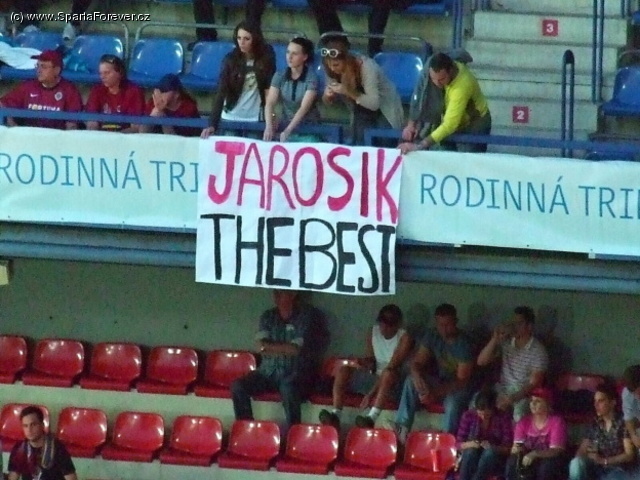 (c) www.SpartaForever.cz
3
2
RODINNÁ TRI
JAROSIK
THE BEST
RODINNÁ TRI